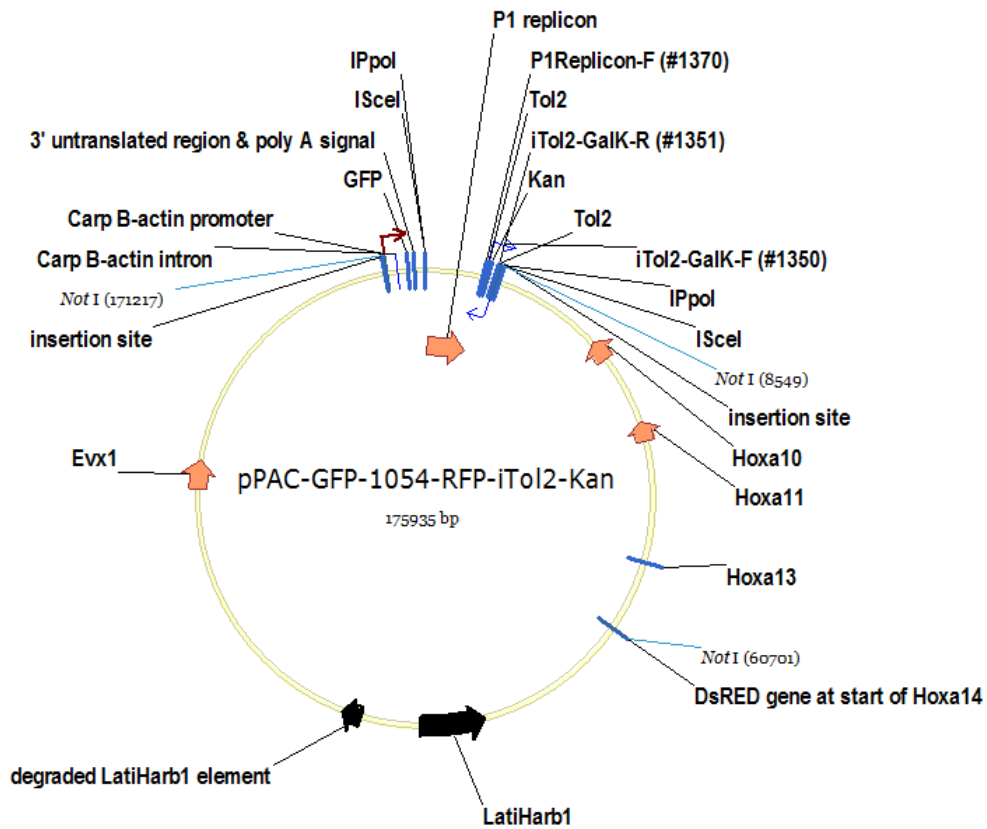 P1 replicon
IPpol
P1Replicon-F (#1370)
IScel
Tol2
3' untranslated region & poly A signal
iTol2-GalK-R (#1351)
GFP
Kan
Carp B-actin promoter
Tol2
Carp B-actin intron
iTol2-GalK-F (#1350)
Not I (171217)
IPpol
insertion site
IScel
Not I (8549)
insertion site
Evx1
Hoxa10
pPAC-GFP-1054-RFP-iTol2-Kan
Hoxa11
175935 bp
Hoxa13
Not I (60701)
DsRED gene at start of Hoxa14
degraded LatiHarb1 element
LatiHarb1